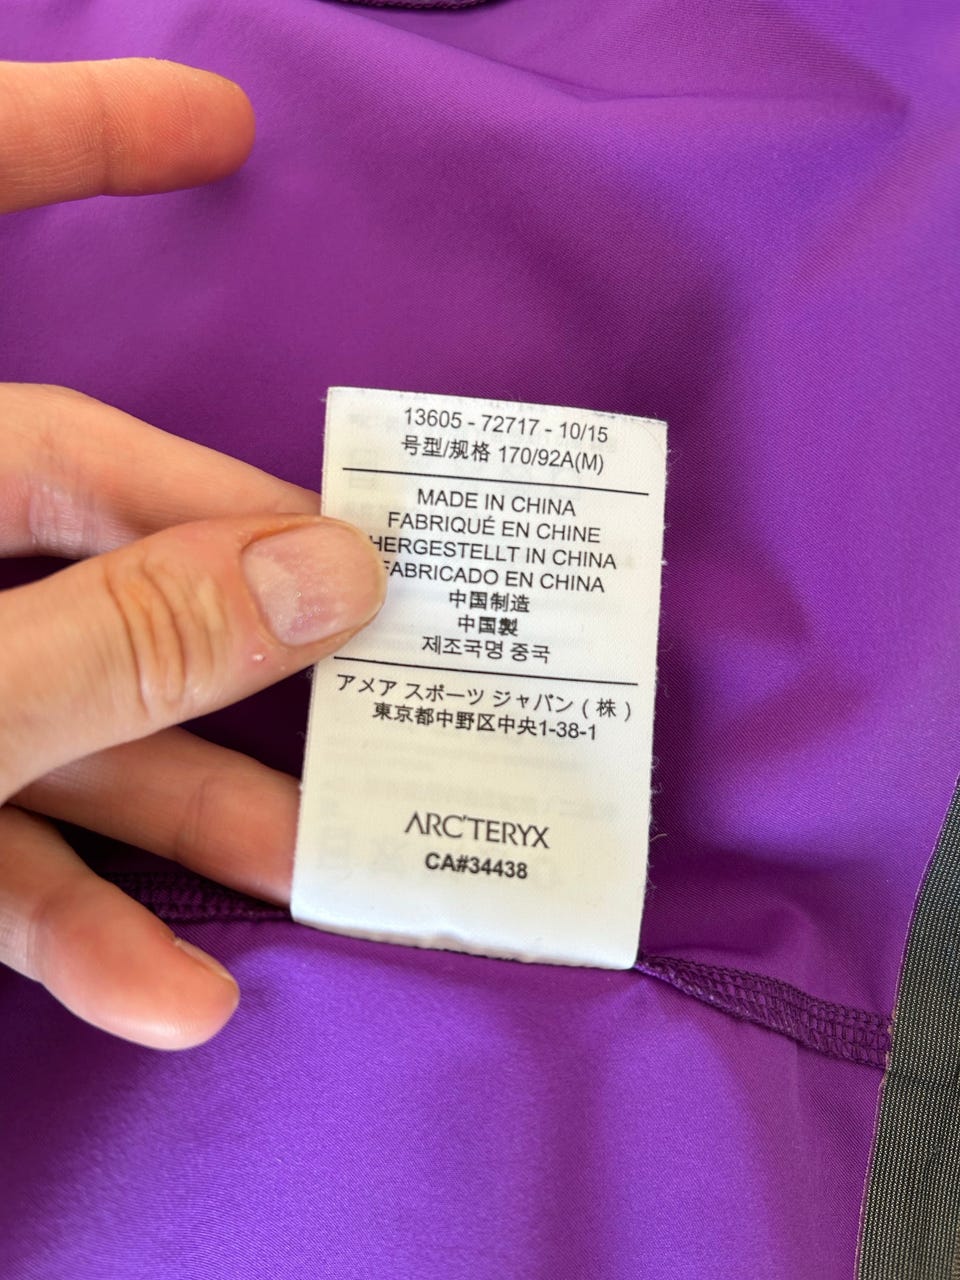 13605 - 72717 - 10/15
号型/规格 170/92A(M)
MADE IN CHINA
FABRIQUÉ EN CHINE
HERGESTELLT IN CHINA
FABRICADO EN CHINA
中国制造
中国製
제조국명 중국
アメア スポーツ ジャパン ( 株 )
東京都中野区中央1-38-1
ARC'TERYX
CA#34438